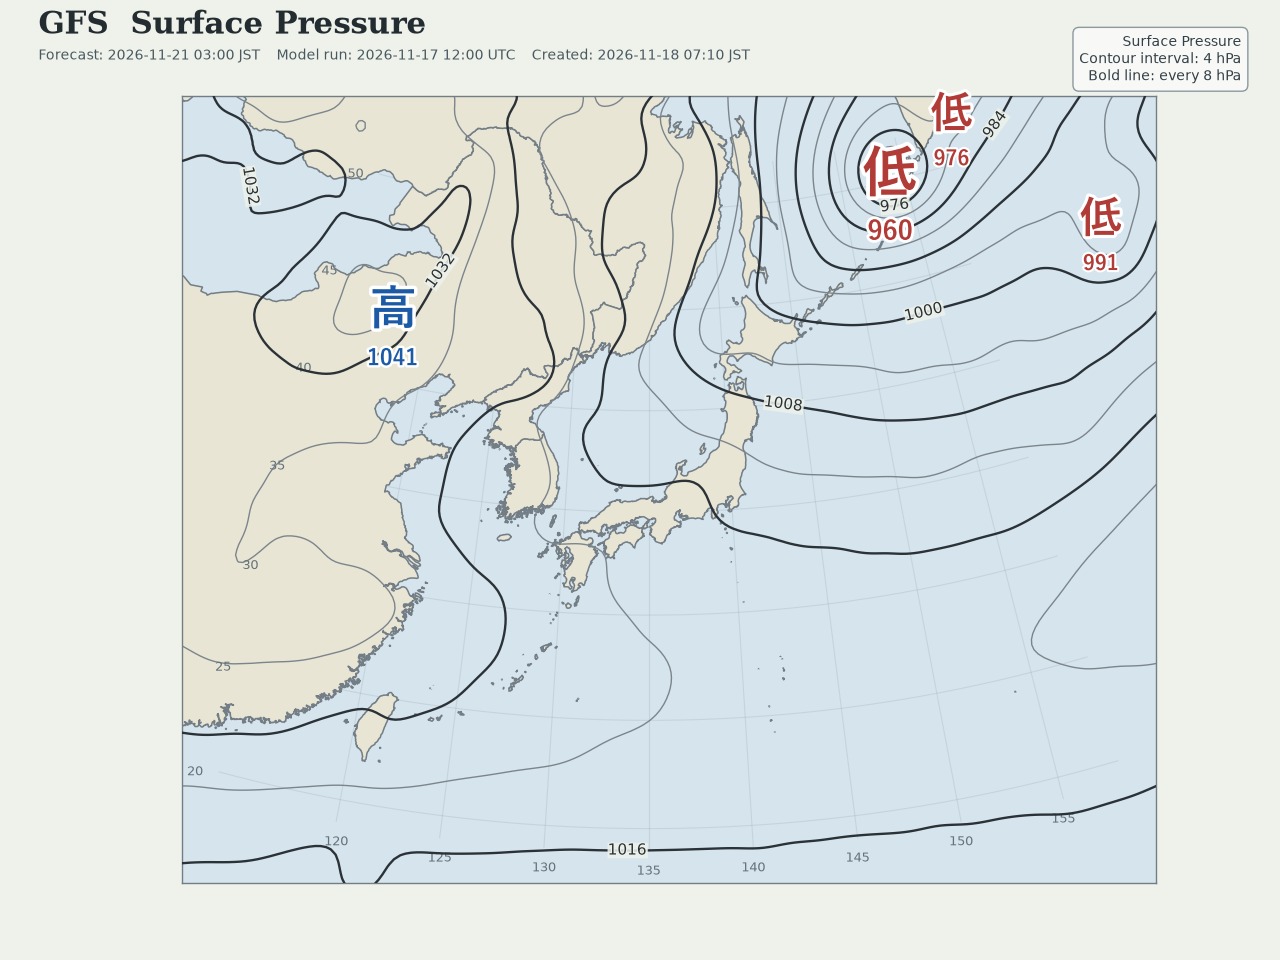 GFS Surface Pressure
Forecast: 2026-11-21 03:00 JST Model run: 2026-11-17 12:00 UTC Created: 2026-11-18 07:10 JST
Surface Pressure
Contour interval: 4 hPa
Bold line: every 8 hPa
低
976
984
低
976
960
低
991
50
1032
45
1032
高
1041
40
1000
1008
35
30
25
20
120
125
130
135
140
145
150
155
1016